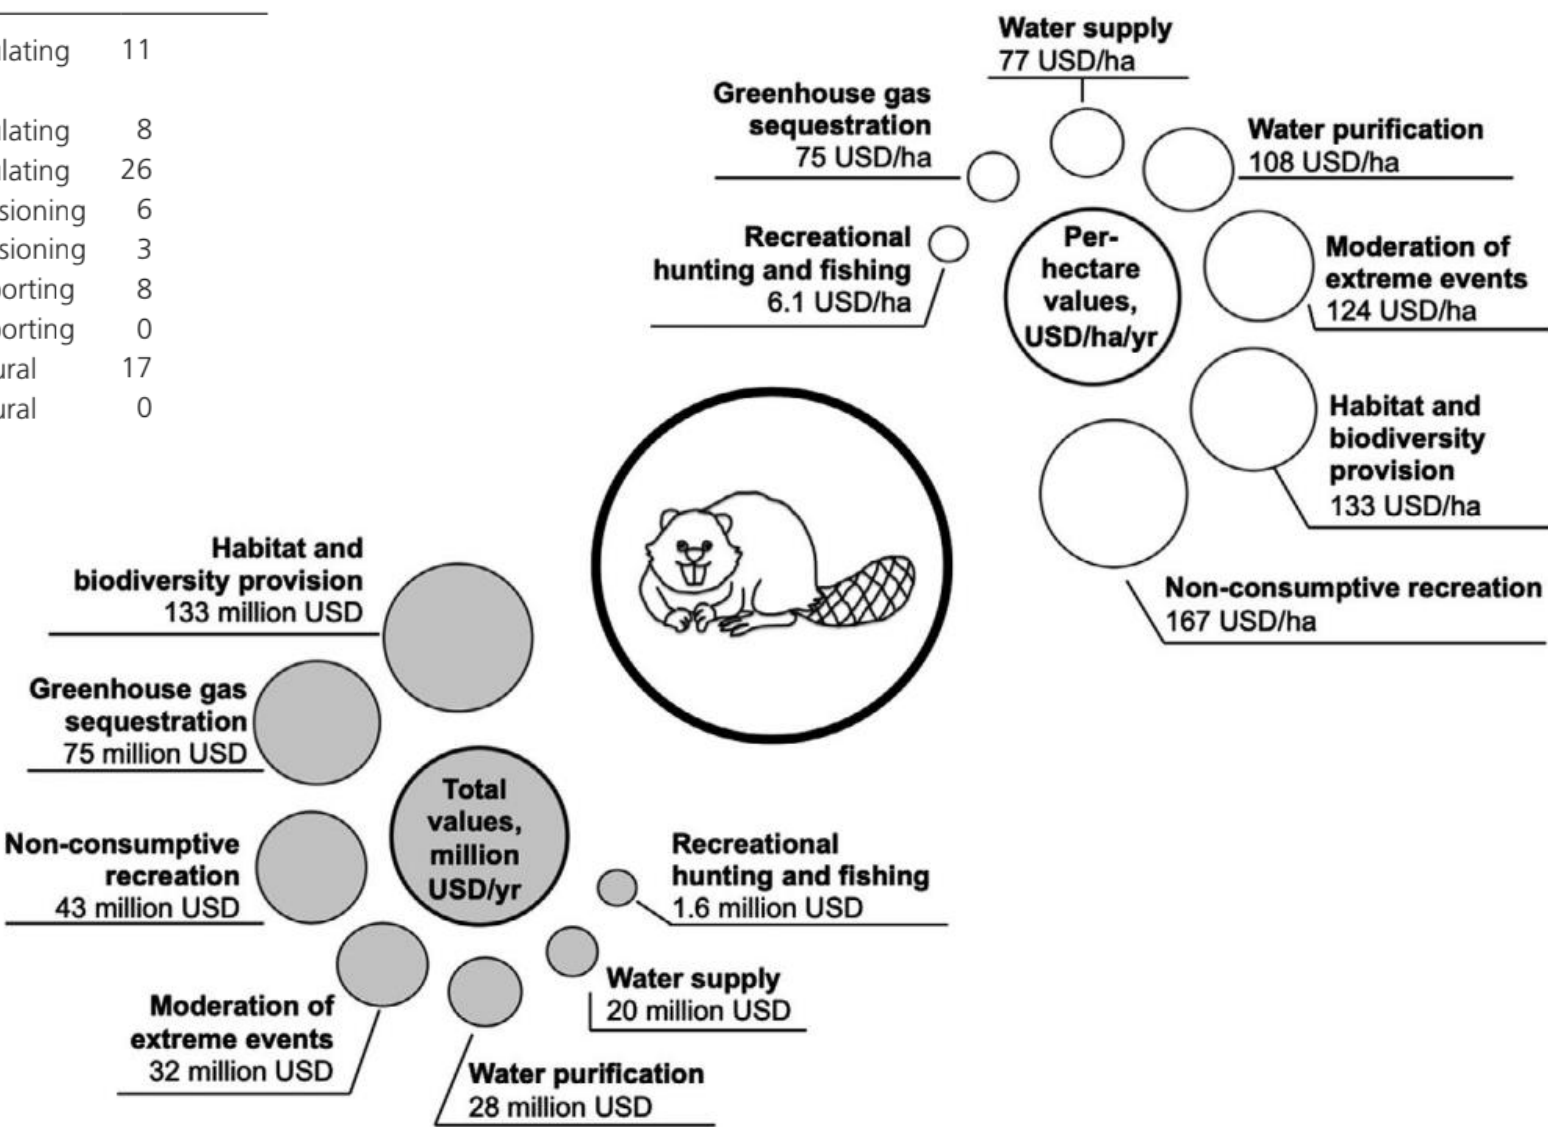 ulating 11
ulating 8
ulating 26
sioning 6
sioning 3
porting 8
porting 0
ural 17
ural 0
Water supply
77 USD/ha
Greenhouse gas
sequestration
75 USD/ha
Water purification
108 USD/ha
Recreational
hunting and fishing
6.1 USD/ha
Per-
hectare
values,
USD/ha/yr
Moderation of
extreme events
124 USD/ha
Habitat and
biodiversity
provision
133 USD/ha
Non-consumptive recreation
167 USD/ha
Habitat and
biodiversity provision
133 million USD
Greenhouse gas
sequestration
75 million USD
Non-consumptive
recreation
43 million USD
Total
values,
million
USD/yr
Recreational
hunting and fishing
1.6 million USD
Water supply
20 million USD
Moderation of
extreme events
32 million USD
Water purification
28 million USD